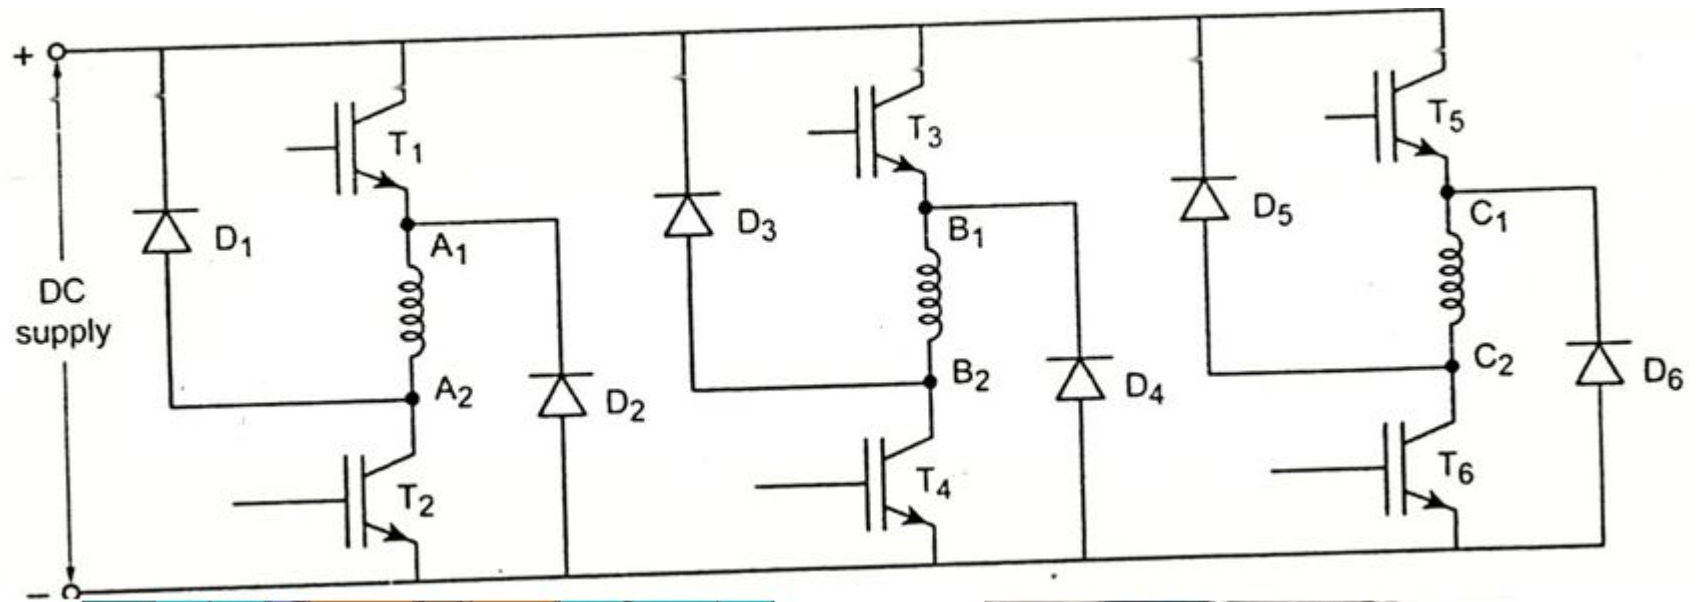 +
T1
T3
T5
D1
A1
D3
B1
D5
C1
DC
supply
A2
D2
B2
D4
C2
D6
T2
T4
T6
−